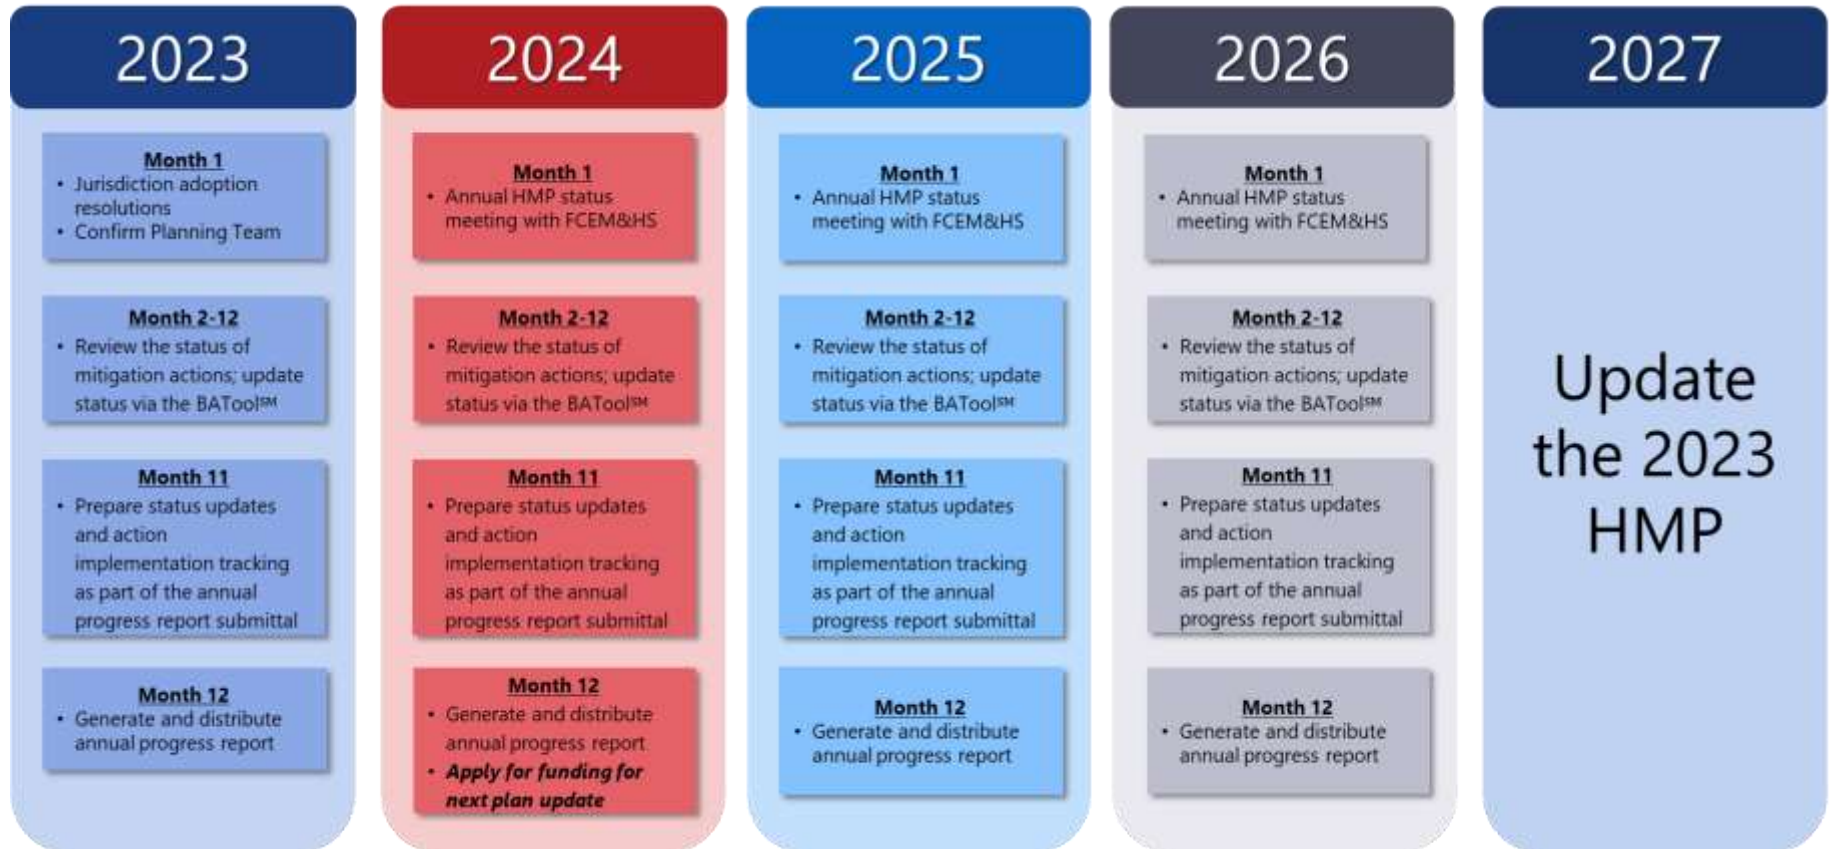 2023
Month 1
• Jurisdiction adoption
resolutions
• Confirm Planning Team
Month 2-12
• Review the status of
mitigation actions; update
status via the BAToolSM
Month 11
• Prepare status updates
and action
implementation tracking
as part of the annual
progress report submittal
Month 12
• Generate and distribute
annual progress report
2024
Month 1
• Annual HMP status
meeting with FCEM&HS
Month 2-12
• Review the status of
mitigation actions; update
status via the BAToolSM
Month 11
• Prepare status updates
and action
implementation tracking
as part of the annual
progress report submittal
Month 12
• Generate and distribute
annual progress report
• Apply for funding for
next plan update
2025
Month 1
• Annual HMP status
meeting with FCEM&HS
Month 2-12
• Review the status of
mitigation actions; update
status via the BAToolSM
Month 11
• Prepare status updates
and action
implementation tracking
as part of the annual
progress report submittal
Month 12
• Generate and distribute
annual progress report
2026
Month 1
• Annual HMP status
meeting with FCEM&HS
Month 2-12
• Review the status of
mitigation actions; update
status via the BAToolSM
Month 11
• Prepare status updates
and action
implementation tracking
as part of the annual
progress report submittal
Month 12
• Generate and distribute
annual progress report
2027
Update
the 2023
HMP